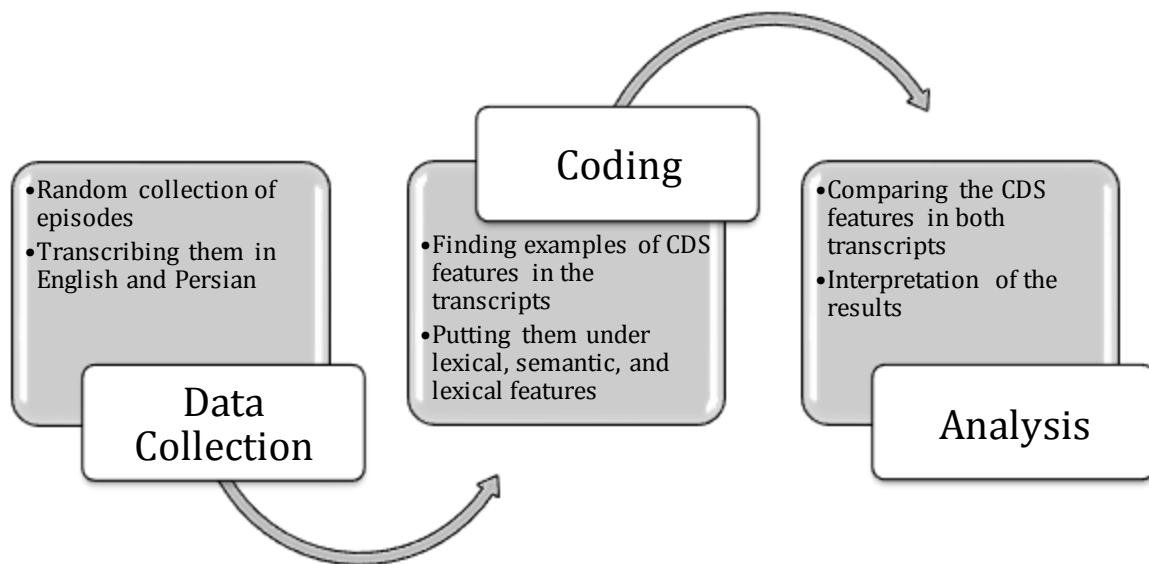 •Random collection of
episodes
•Transcribing them in
English and Persian
Data
Collection
Coding
•Finding examples of CDS
features in the
transcripts
•Putting them under
lexical, semantic, and
lexical features
•Comparing the CDS
features in both
transcripts
•Interpretation of the
results
Analysis